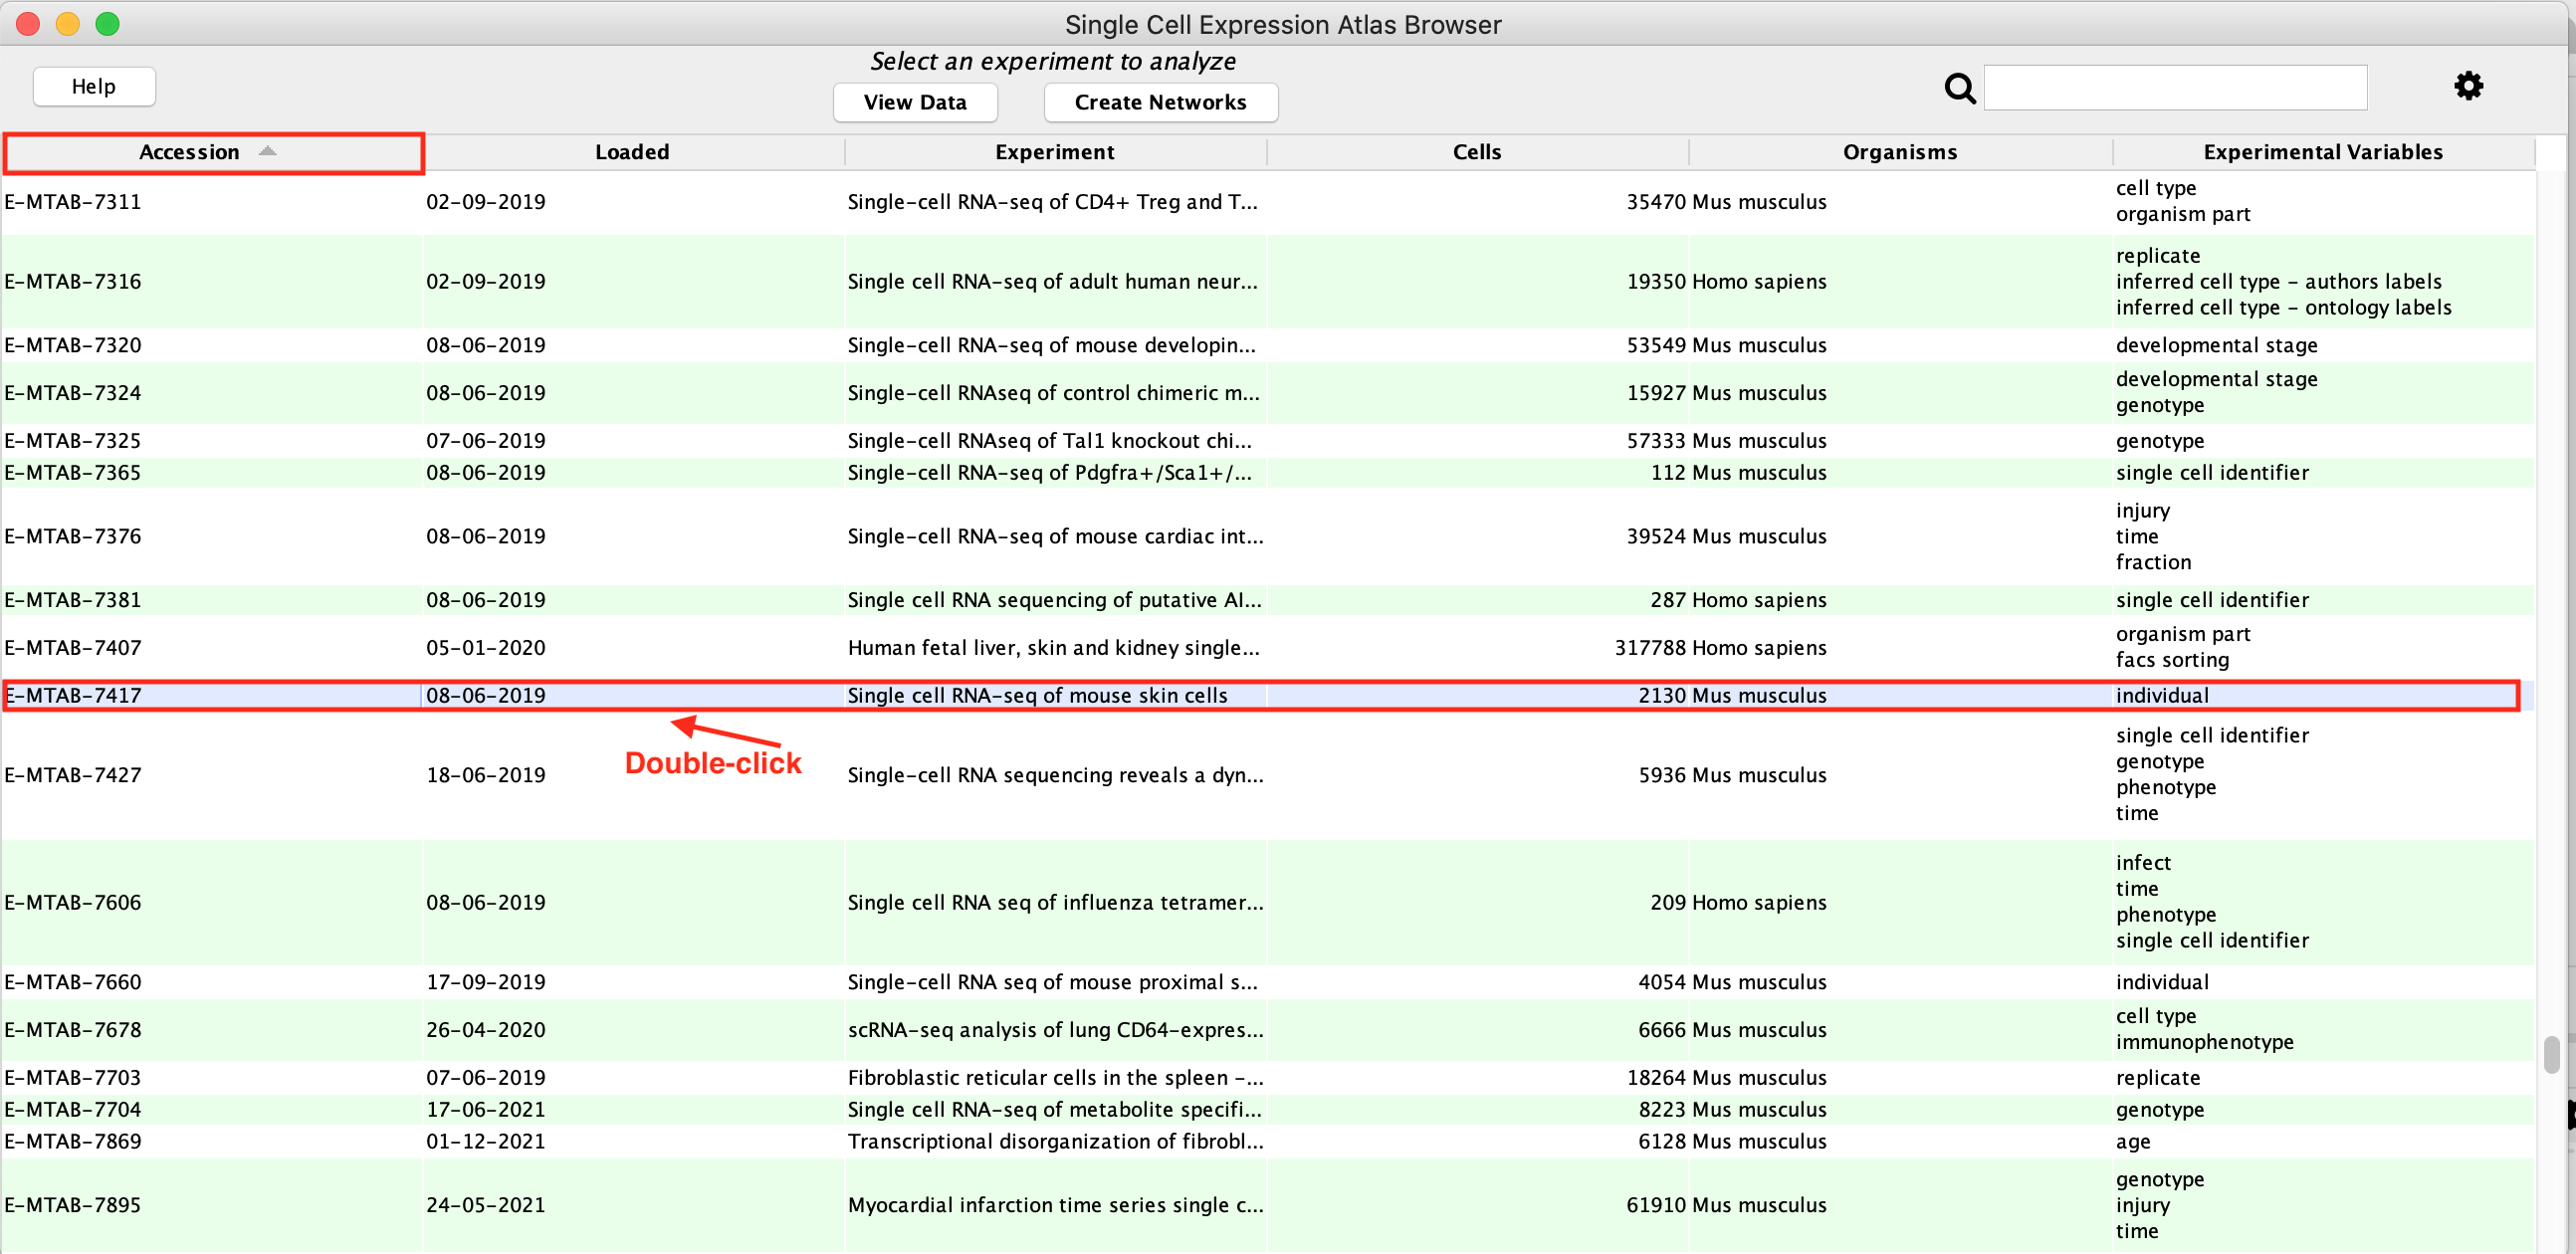 Single Cell Expression Atlas Browser
Select an experiment to analyze
Help
View Data
Create Networks
Accession Loaded Experiment Cells Organisms Experimental Variables
E-MTAB-7311 02-09-2019 Single-cell RNA-seq of CD4+ Treg and T... 35470 Mus musculus cell type
organism part
E-MTAB-7316 02-09-2019 Single cell RNA-seq of adult human neur... 19350 Homo sapiens replicate
inferred cell type - authors labels
inferred cell type - ontology labels
E-MTAB-7320 08-06-2019 Single-cell RNA-seq of mouse developin... 53549 Mus musculus developmental stage
E-MTAB-7324 08-06-2019 Single-cell RNAseq of control chimeric m... 15927 Mus musculus developmental stage
genotype
E-MTAB-7325 07-06-2019 Single-cell RNAseq of Tal1 knockout chi... 57333 Mus musculus genotype
E-MTAB-7365 08-06-2019 Single-cell RNA-seq of Pdgfra+/Sca1+/... 112 Mus musculus single cell identifier
E-MTAB-7376 08-06-2019 Single-cell RNA-seq of mouse cardiac int... 39524 Mus musculus injury
time
fraction
E-MTAB-7381 08-06-2019 Single cell RNA sequencing of putative AI... 287 Homo sapiens single cell identifier
E-MTAB-7407 05-01-2020 Human fetal liver, skin and kidney single... 317788 Homo sapiens organism part
facs sorting
E-MTAB-7417 08-06-2019 Single cell RNA-seq of mouse skin cells 2130 Mus musculus individual
Double-click
E-MTAB-7427 18-06-2019 Single-cell RNA sequencing reveals a dyn... 5936 Mus musculus single cell identifier
genotype
phenotype
time
E-MTAB-7606 08-06-2019 Single cell RNA seq of influenza tetramer... 209 Homo sapiens infect
time
phenotype
single cell identifier
E-MTAB-7660 17-09-2019 Single-cell RNA seq of mouse proximal s... 4054 Mus musculus individual
E-MTAB-7678 26-04-2020 scRNA-seq analysis of lung CD64-expres... 6666 Mus musculus cell type
immunophenotype
E-MTAB-7703 07-06-2019 Fibroblastic reticular cells in the spleen -... 18264 Mus musculus replicate
E-MTAB-7704 17-06-2021 Single cell RNA-seq of metabolite specifi... 8223 Mus musculus genotype
E-MTAB-7869 01-12-2021 Transcriptional disorganization of fibrobl... 6128 Mus musculus age
E-MTAB-7895 24-05-2021 Myocardial infarction time series single c... 61910 Mus musculus genotype
injury
time